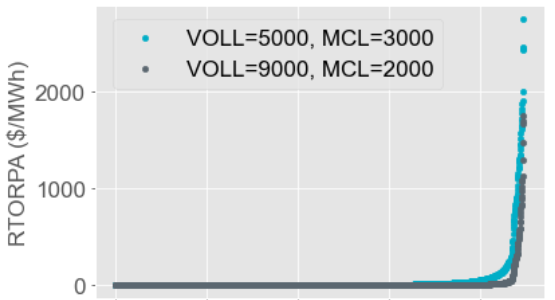 VOLL=5000, MCL=3000
VOLL=9000, MCL=2000
RTORPA ($/MWh)
2000
1000
0